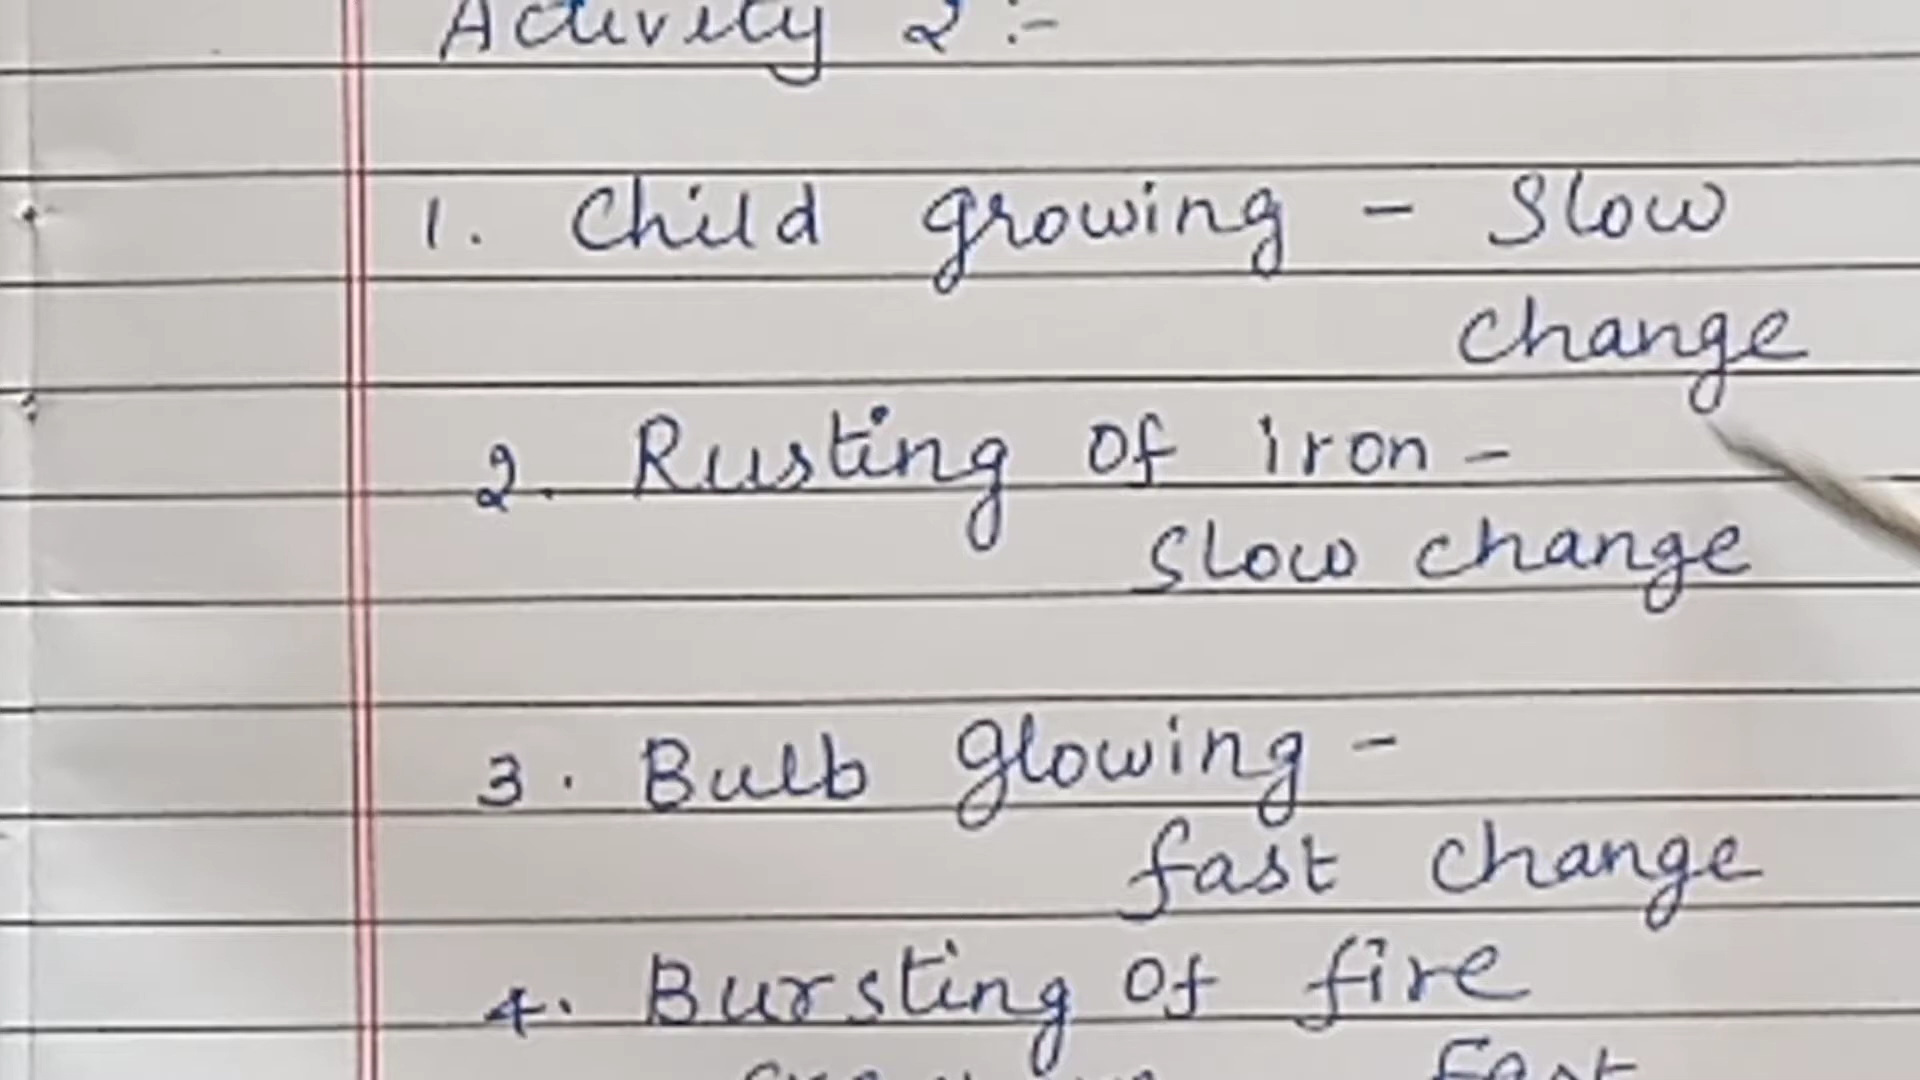 Activity 2 :-
1. Child growing - Slow
change
2. Rusting of iron -
Slow change
3. Bulb glowing -
fast change
4. Bursting of fire
fast